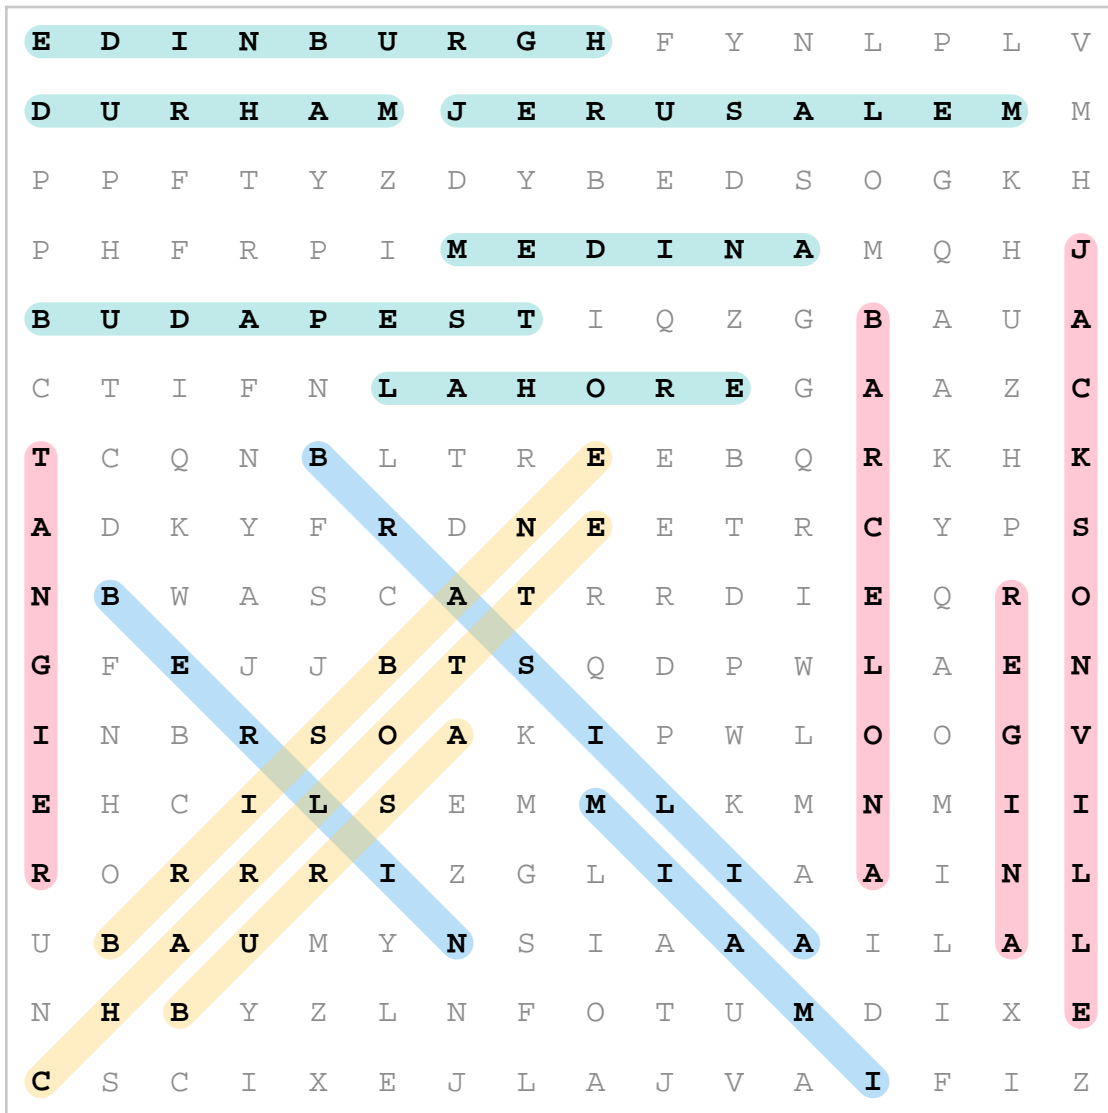 E D I N B U R G H F Y N L P L V
D U R H A M J E R U S A L E M M
P P F T Y Z D Y B E D S O G K H
P H F R P I M E D I N A M Q H J
B U D A P E S T I Q Z G B A U A
C T I F N L A H O R E G A A Z C
T C Q N B L T R E E B Q R K H K
A D K Y F R D N E E T R C Y P S
N B W A S C A T R R D I E Q R O
G F E J J B T S Q D P W L A E N
I N B R S O A K I P W L O O G V
E H C I L S E M M L K M N M I I
R O R R R I Z G L I I A A I N L
U B A U M Y N S I A A A I L A L
N H B Y Z L N F O T U M D I X E
C S C I X E J L A J V A I F I Z